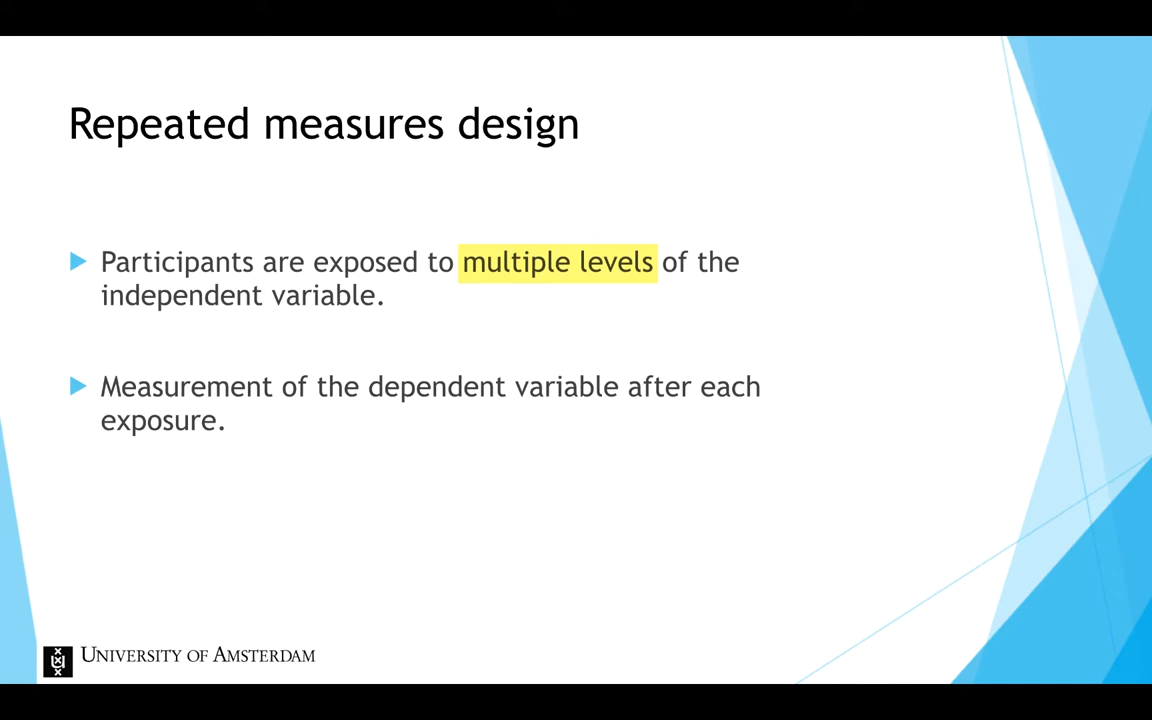 Repeated measures design
Participants are exposed to multiple levels of the
independent variable.
Measurement of the dependent variable after each
exposure.
UNIVERSITY OF AMSTERDAM